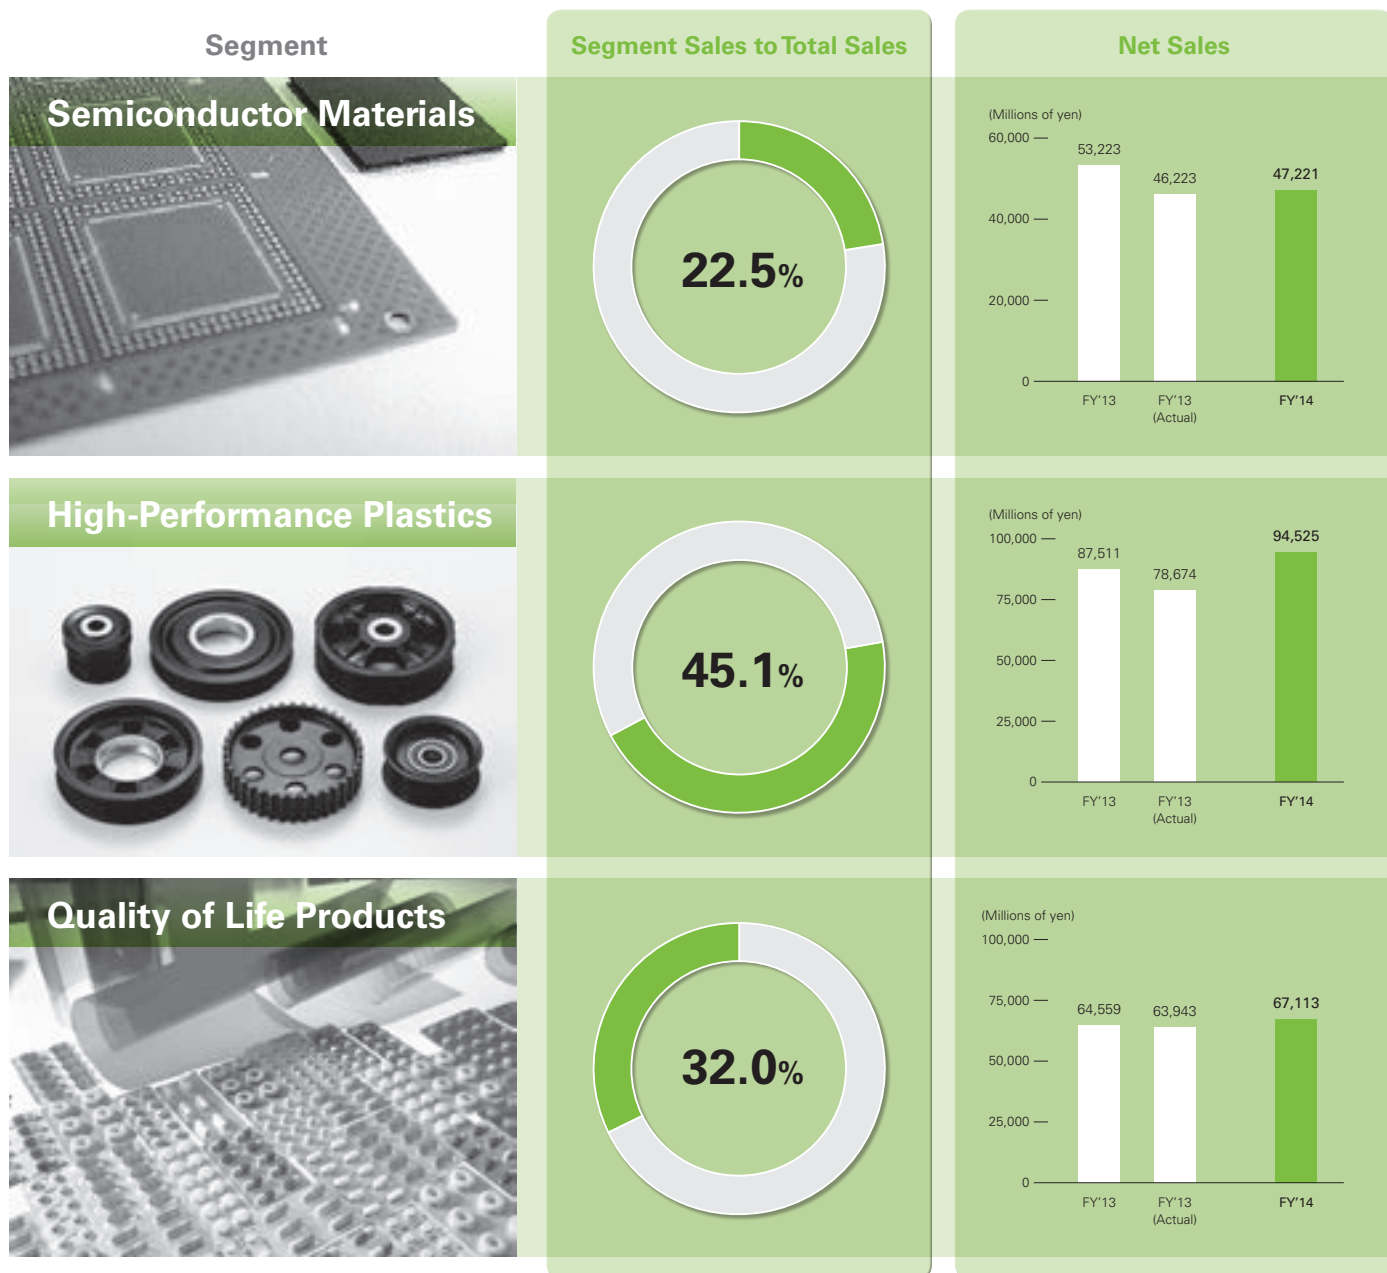 Segment
Segment Sales to Total Sales
Net Sales
Semiconductor Materials
22.5%
(Millions of yen)
60,000
40,000
20,000
0
53,223
46,223
47,221
FY'13
FY'13
(Actual)
FY'14
High-Performance Plastics
45.1%
(Millions of yen)
100,000
75,000
50,000
25,000
0
87,511
78,674
94,525
FY'13
FY'13
(Actual)
FY'14
Quality of Life Products
32.0%
(Millions of yen)
100,000
75,000
50,000
25,000
0
64,559
63,943
67,113
FY'13
FY'13
(Actual)
FY'14